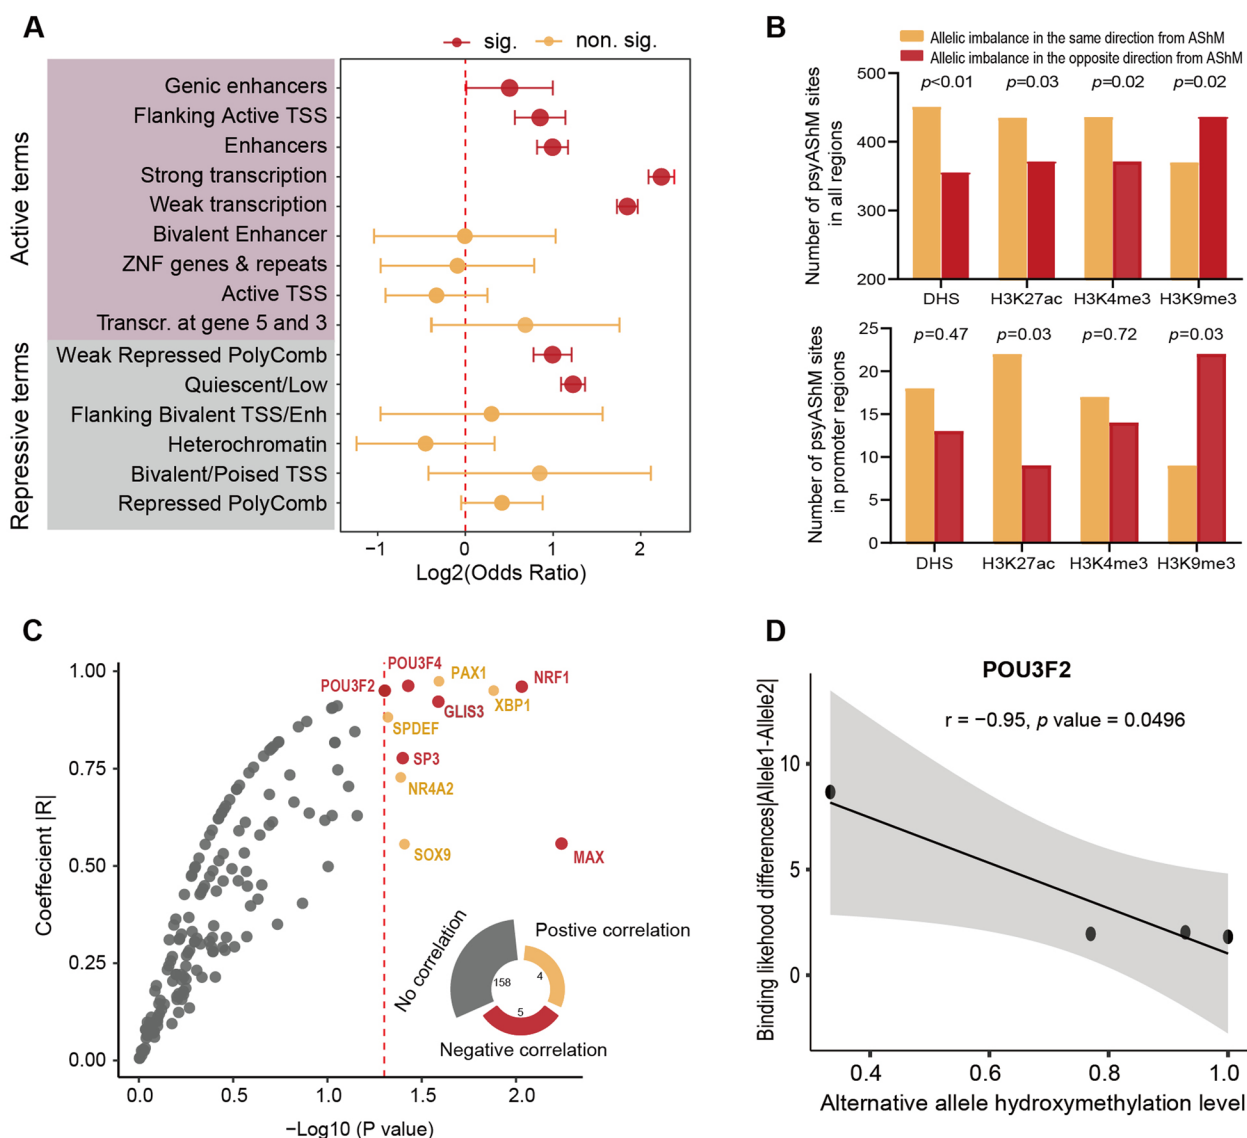 A
sig.
non. sig.
Active terms
Repressive terms
Genic enhancers
Flanking Active TSS
Enhancers
Strong transcription
Weak transcription
Bivalent Enhancer
ZNF genes & repeats
Active TSS
Transcr. at gene 5 and 3
Weak Repressed PolyComb
Quiescent/Low
Flanking Bivalent TSS/Enh
Heterochromatin
Bivalent/Poised TSS
Repressed PolyComb
−1 0 1 2
Log2(Odds Ratio)
B
Allelic imbalance in the same direction from AShM
Allelic imbalance in the opposite direction from AShM
Number of psyAShM sites
in all regions
500
400
300
200
p<0.01 p=0.03 p=0.02 p=0.02
DHS H3K27ac H3K4me3 H3K9me3
Number of psyAShM sites
in promoter regions
25
20
15
10
5
0
p=0.47 p=0.03 p=0.72 p=0.03
DHS H3K27ac H3K4me3 H3K9me3
C
Coeffecient |R|
1.00
0.75
0.50
0.25
0.00
POU3F4
PAX1
NRF1
POU3F2
XBP1
GLIS3
SPDEF
SP3
NR4A2
SOX9
MAX
No correlation
Postive correlation
158
4
5
Negative correlation
0.0 0.5 1.0 1.5 2.0
−Log10 (P value)
D
POU3F2
r = −0.95, p value = 0.0496
Binding likehood differences|Allele1-Allele2|
10
5
0
0.4 0.6 0.8 1.0
Alternative allele hydroxymethylation level